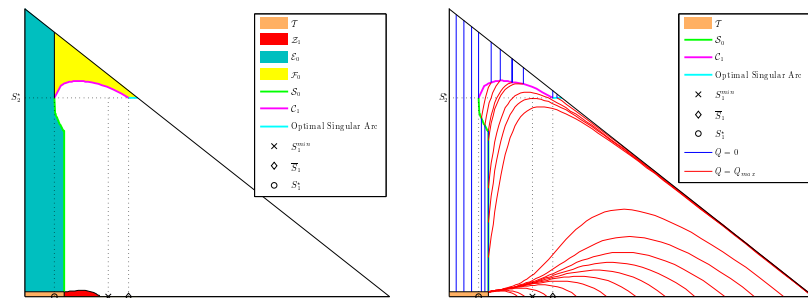 𝒯
𝒵₁
ℰ₀
ℱ₀
𝒮₀
𝒞₁
Optimal Singular Arc
S₁ᵐⁱⁿ
S̅₁
S₁*
S₂*
𝒯
𝒮₀
𝒞₁
Optimal Singular Arc
S₁ᵐⁱⁿ
S̅₁
S₁*
Q = 0
Q = Qₘₐₓ
S₂*